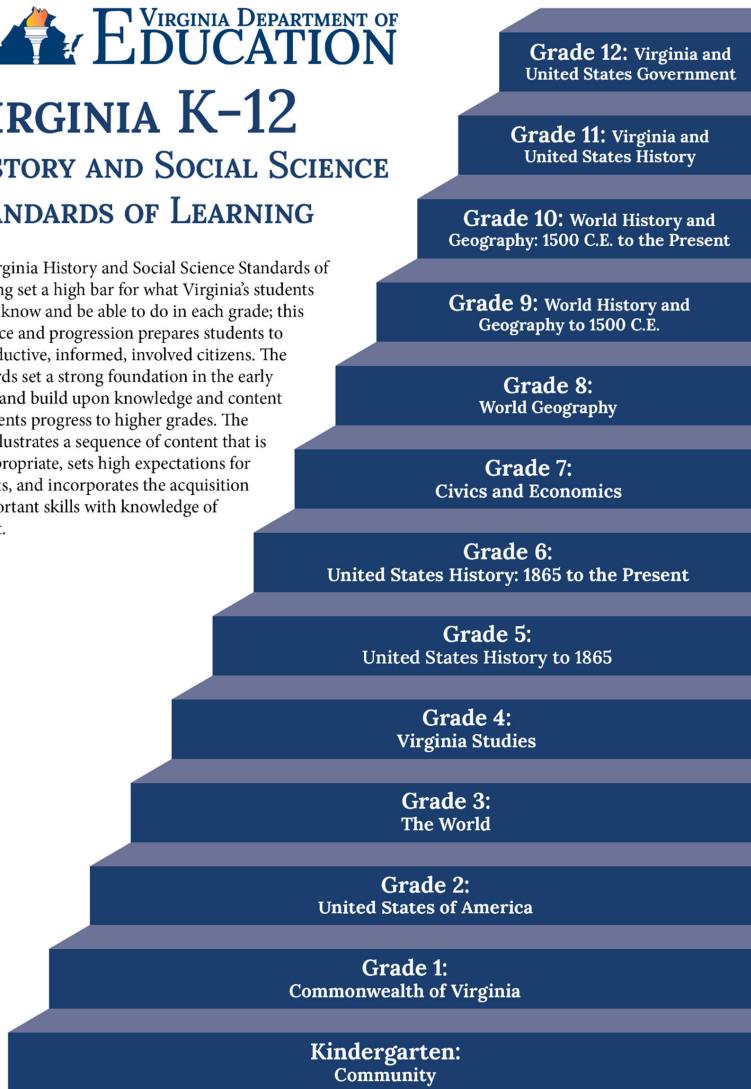 VIRGINIA DEPARTMENT OF
EDUCATION
IRGINIA K–12
STORY AND SOCIAL SCIENCE
ANDARDS OF LEARNING
rginia History and Social Science Standards of
ng set a high bar for what Virginia's students
know and be able to do in each grade; this
ce and progression prepares students to
ductive, informed, involved citizens. The
rds set a strong foundation in the early
and build upon knowledge and content
ents progress to higher grades. The
lustrates a sequence of content that is
propriate, sets high expectations for
ts, and incorporates the acquisition
ortant skills with knowledge of
t.
Grade 12: Virginia and
United States Government
Grade 11: Virginia and
United States History
Grade 10: World History and
Geography: 1500 C.E. to the Present
Grade 9: World History and
Geography to 1500 C.E.
Grade 8:
World Geography
Grade 7:
Civics and Economics
Grade 6:
United States History: 1865 to the Present
Grade 5:
United States History to 1865
Grade 4:
Virginia Studies
Grade 3:
The World
Grade 2:
United States of America
Grade 1:
Commonwealth of Virginia
Kindergarten:
Community